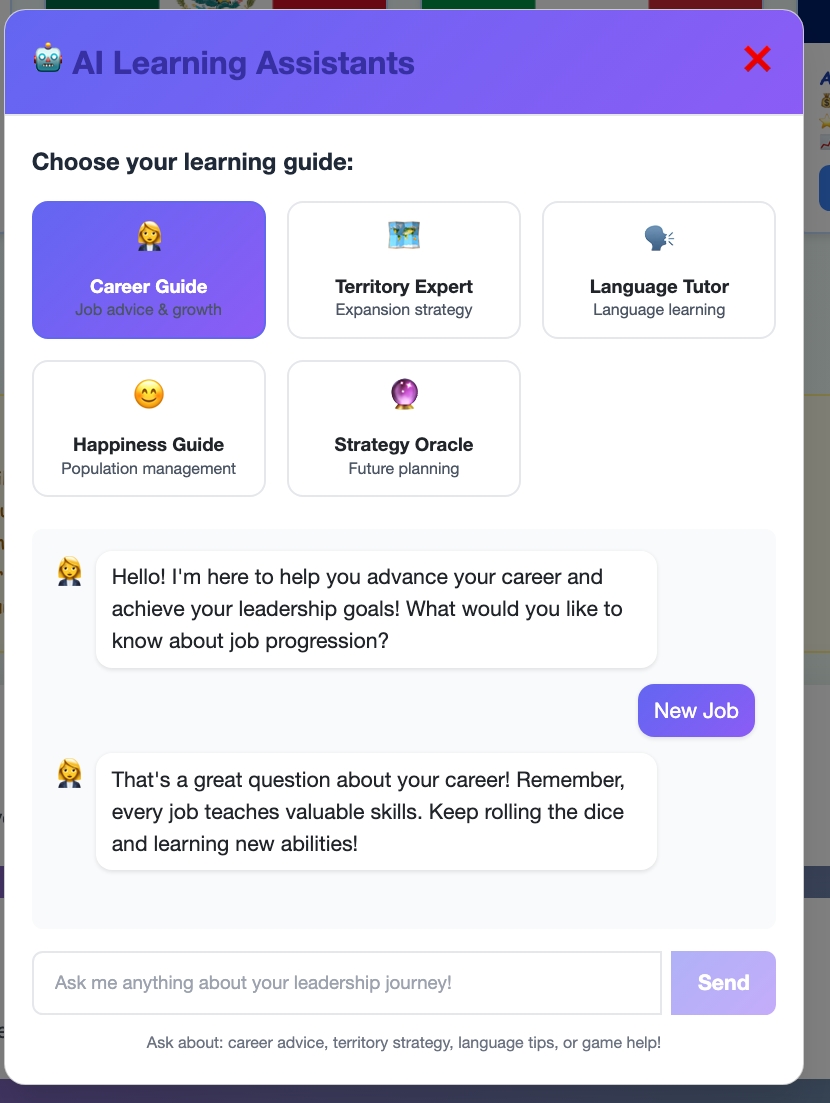 AI Learning Assistants
Choose your learning guide:
Career Guide
Job advice & growth
Territory Expert
Expansion strategy
Language Tutor
Language learning
Happiness Guide
Population management
Strategy Oracle
Future planning
Hello! I'm here to help you advance your career and
achieve your leadership goals! What would you like to
know about job progression?
New Job
That's a great question about your career! Remember,
every job teaches valuable skills. Keep rolling the dice
and learning new abilities!
Ask me anything about your leadership journey!
Send
Ask about: career advice, territory strategy, language tips, or game help!